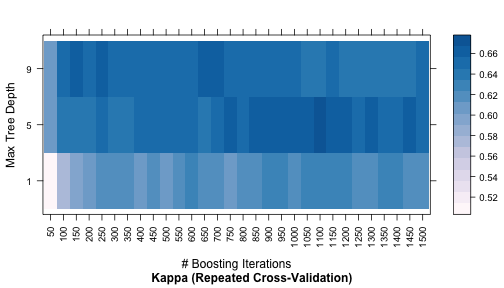 Max Tree Depth
9
5
1
50 100 150 200 250 300 350 400 450 500 550 600 650 700 750 800 850 900 950 1000 1050 1100 1150 1200 1250 1300 1350 1400 1450 1500
# Boosting Iterations
Kappa (Repeated Cross-Validation)
0.66
0.64
0.62
0.60
0.58
0.56
0.54
0.52